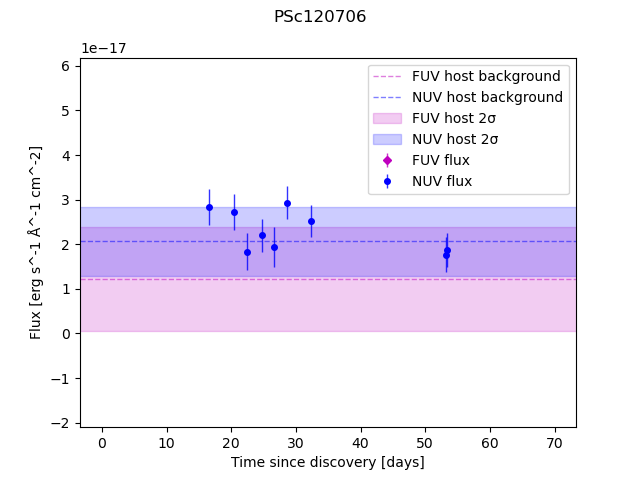 PSc120706
1e−17
6
5
4
3
2
1
0
−1
−2
Flux [erg s^-1 Å^-1 cm^-2]
FUV host background
NUV host background
FUV host 2σ
NUV host 2σ
FUV flux
NUV flux
0 10 20 30 40 50 60 70
Time since discovery [days]